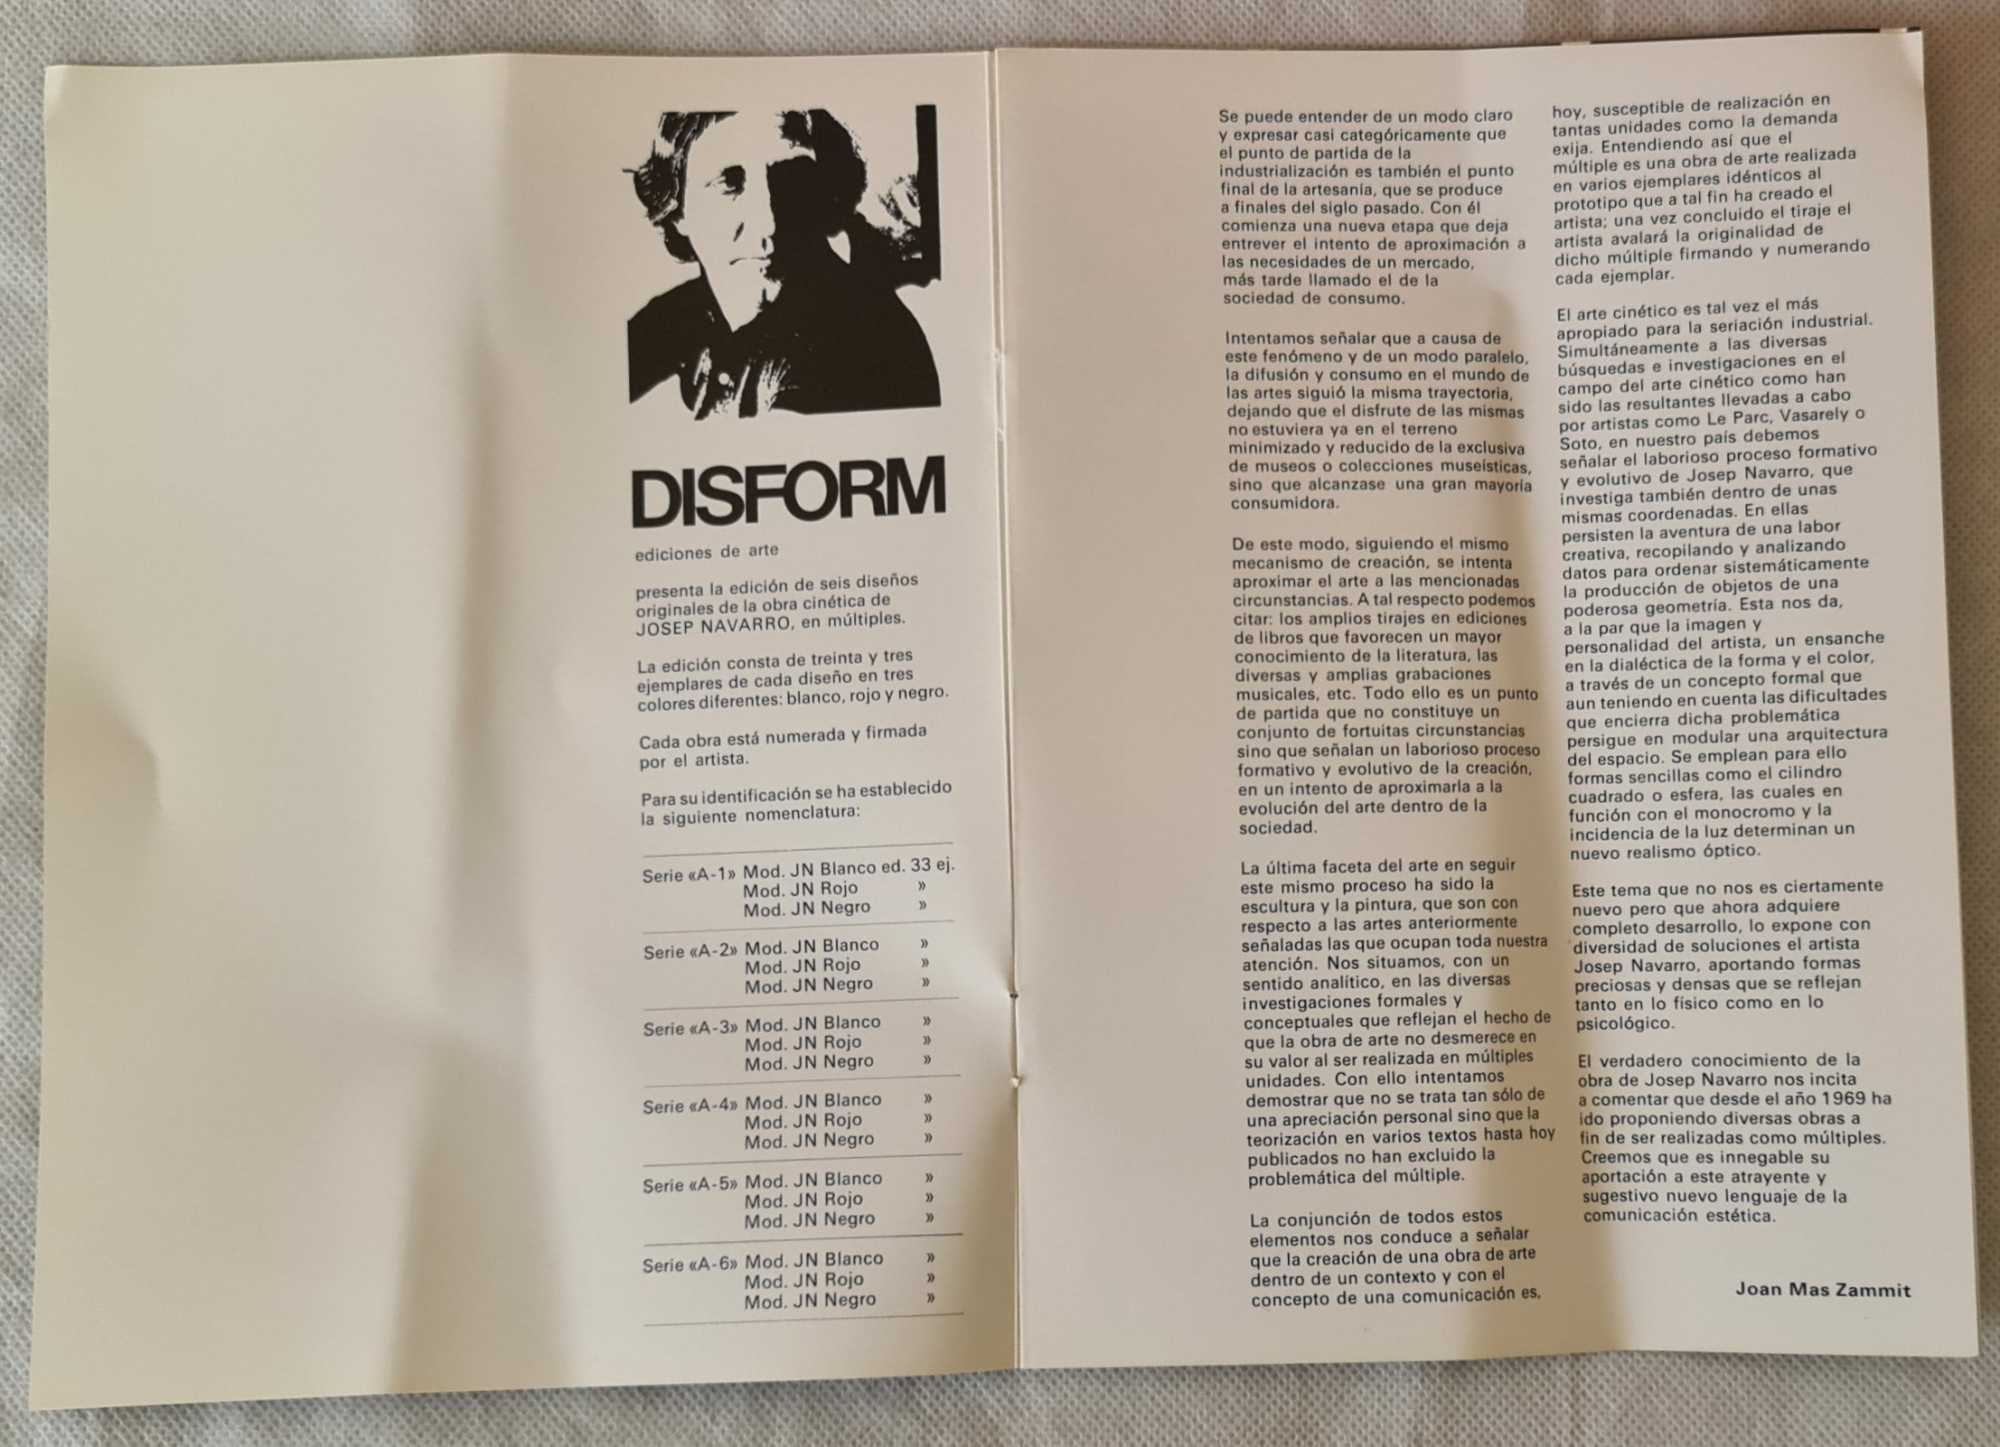 DISFORM
ediciones de arte
presenta la edición de seis diseños
originales de la obra cinética de
JOSEP NAVARRO, en múltiples.
La edición consta de treinta y tres
ejemplares de cada diseño en tres
colores diferentes: blanco, rojo y negro.
Cada obra está numerada y firmada
por el artista.
Para su identificación se ha establecido
la siguiente nomenclatura:
Serie «A-1» Mod. JN Blanco ed. 33 ej.
Mod. JN Rojo »
Mod. JN Negro »
Serie «A-2» Mod. JN Blanco »
Mod. JN Rojo »
Mod. JN Negro »
Serie «A-3» Mod. JN Blanco »
Mod. JN Rojo »
Mod. JN Negro »
Serie «A-4» Mod. JN Blanco »
Mod. JN Rojo »
Mod. JN Negro »
Serie «A-5» Mod. JN Blanco »
Mod. JN Rojo »
Mod. JN Negro »
Serie «A-6» Mod. JN Blanco »
Mod. JN Rojo »
Mod. JN Negro »
Se puede entender de un modo claro
y expresar casi categóricamente que
el punto de partida de la
industrialización es también el punto
final de la artesanía, que se produce
a finales del siglo pasado. Con él
comienza una nueva etapa que deja
entrever el intento de aproximación a
las necesidades de un mercado,
más tarde llamado el de la
sociedad de consumo.
Intentamos señalar que a causa de
este fenómeno y de un modo paralelo,
la difusión y consumo en el mundo de
las artes siguió la misma trayectoria,
dejando que el disfrute de las mismas
no estuviera ya en el terreno
minimizado y reducido de la exclusiva
de museos o colecciones museísticas,
sino que alcanzase una gran mayoría
consumidora.
De este modo, siguiendo el mismo
mecanismo de creación, se intenta
aproximar el arte a las mencionadas
circunstancias. A tal respecto podemos
citar: los amplios tirajes en ediciones
de libros que favorecen un mayor
conocimiento de la literatura, las
diversas y amplias grabaciones
musicales, etc. Todo ello es un punto
de partida que no constituye un
conjunto de fortuitas circunstancias
sino que señalan un laborioso proceso
formativo y evolutivo de la creación,
en un intento de aproximarla a la
evolución del arte dentro de la
sociedad.
La última faceta del arte en seguir
este mismo proceso ha sido la
escultura y la pintura, que son con
respecto a las artes anteriormente
señaladas las que ocupan toda nuestra
atención. Nos situamos, con un
sentido analítico, en las diversas
investigaciones formales y
conceptuales que reflejan el hecho de
que la obra de arte no desmerece en
su valor al ser realizada en múltiples
unidades. Con ello intentamos
demostrar que no se trata tan sólo de
una apreciación personal sino que la
teorización en varios textos hasta hoy
publicados no han excluido la
problemática del múltiple.
La conjunción de todos estos
elementos nos conduce a señalar
que la creación de una obra de arte
dentro de un contexto y con el
concepto de una comunicación es,
hoy, susceptible de realización en
tantas unidades como la demanda
exija. Entendiendo así que el
múltiple es una obra de arte realizada
en varios ejemplares idénticos al
prototipo que a tal fin ha creado el
artista; una vez concluido el tiraje el
artista avalará la originalidad de
dicho múltiple firmando y numerando
cada ejemplar.
El arte cinético es tal vez el más
apropiado para la seriación industrial.
Simultáneamente a las diversas
búsquedas e investigaciones en el
campo del arte cinético como han
sido las resultantes llevadas a cabo
por artistas como Le Parc, Vasarely o
Soto, en nuestro país debemos
señalar el laborioso proceso formativo
y evolutivo de Josep Navarro, que
investiga también dentro de unas
mismas coordenadas. En ellas
persisten la aventura de una labor
creativa, recopilando y analizando
datos para ordenar sistemáticamente
la producción de objetos de una
poderosa geometría. Esta nos da,
a la par que la imagen y
personalidad del artista, un ensanche
en la dialéctica de la forma y el color,
a través de un concepto formal que
aun teniendo en cuenta las dificultades
que encierra dicha problemática
persigue en modular una arquitectura
del espacio. Se emplean para ello
formas sencillas como el cilindro
cuadrado o esfera, las cuales en
función con el monocromo y la
incidencia de la luz determinan un
nuevo realismo óptico.
Este tema que no nos es ciertamente
nuevo pero que ahora adquiere
completo desarrollo, lo expone con
diversidad de soluciones el artista
Josep Navarro, aportando formas
preciosas y densas que se reflejan
tanto en lo físico como en lo
psicológico.
El verdadero conocimiento de la
obra de Josep Navarro nos incita
a comentar que desde el año 1969 ha
ido proponiendo diversas obras a
fin de ser realizadas como múltiples.
Creemos que es innegable su
aportación a este atrayente y
sugestivo nuevo lenguaje de la
comunicación estética.
Joan Mas Zammit